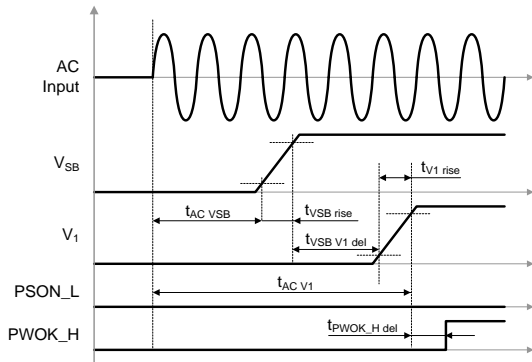 AC
Input
VSB
tV1 rise
tAC VSB
tVSB rise
V1
tVSB V1 del
PSON_L
tAC V1
PWOK_H
tPWOK_H del